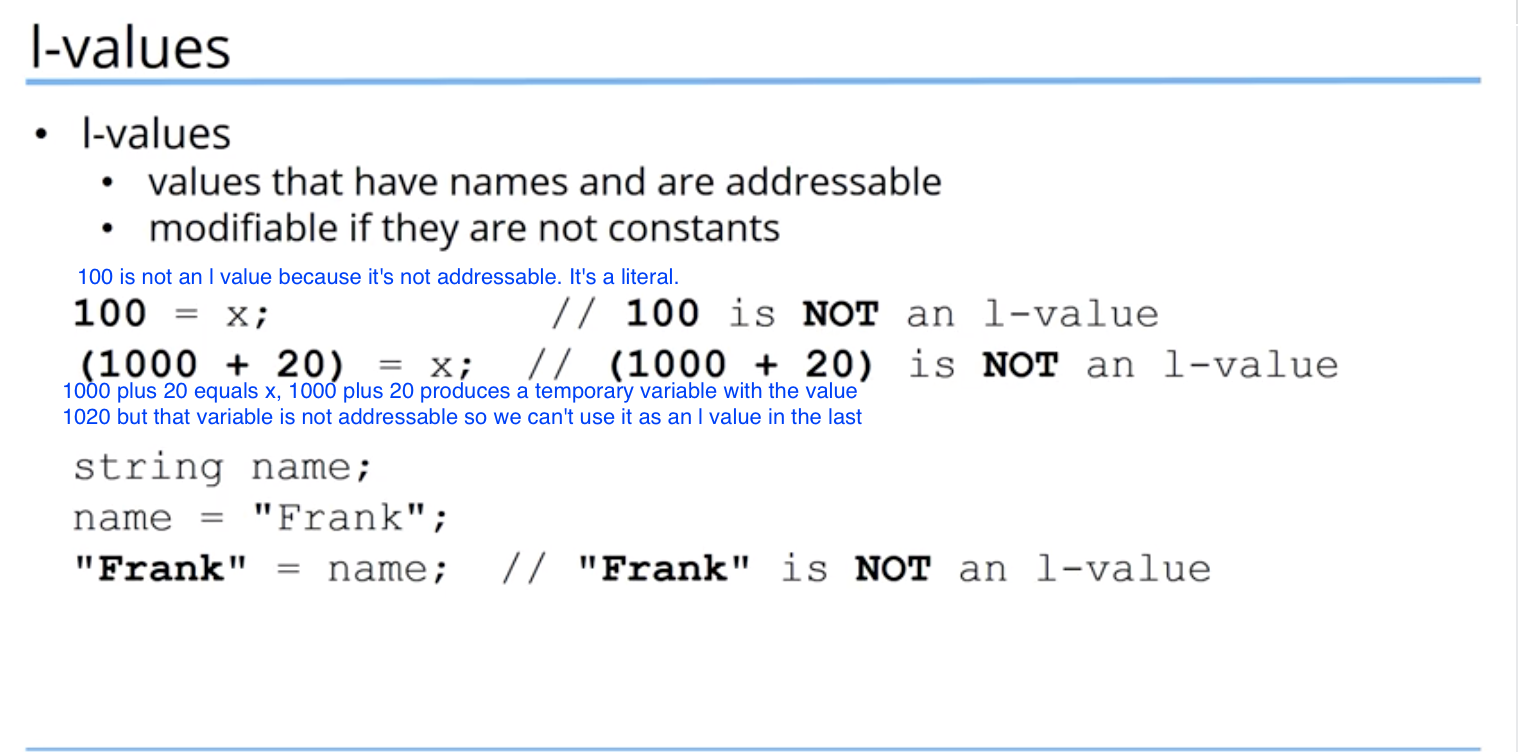 l-values
• l-values
• values that have names and are addressable
• modifiable if they are not constants
100 is not an l value because it's not addressable. It's a literal.
100 = x; // 100 is NOT an l-value
(1000 + 20) = x; // (1000 + 20) is NOT an l-value
1000 plus 20 equals x, 1000 plus 20 produces a temporary variable with the value
1020 but that variable is not addressable so we can't use it as an l value in the last
string name;
name = "Frank";
"Frank" = name; // "Frank" is NOT an l-value